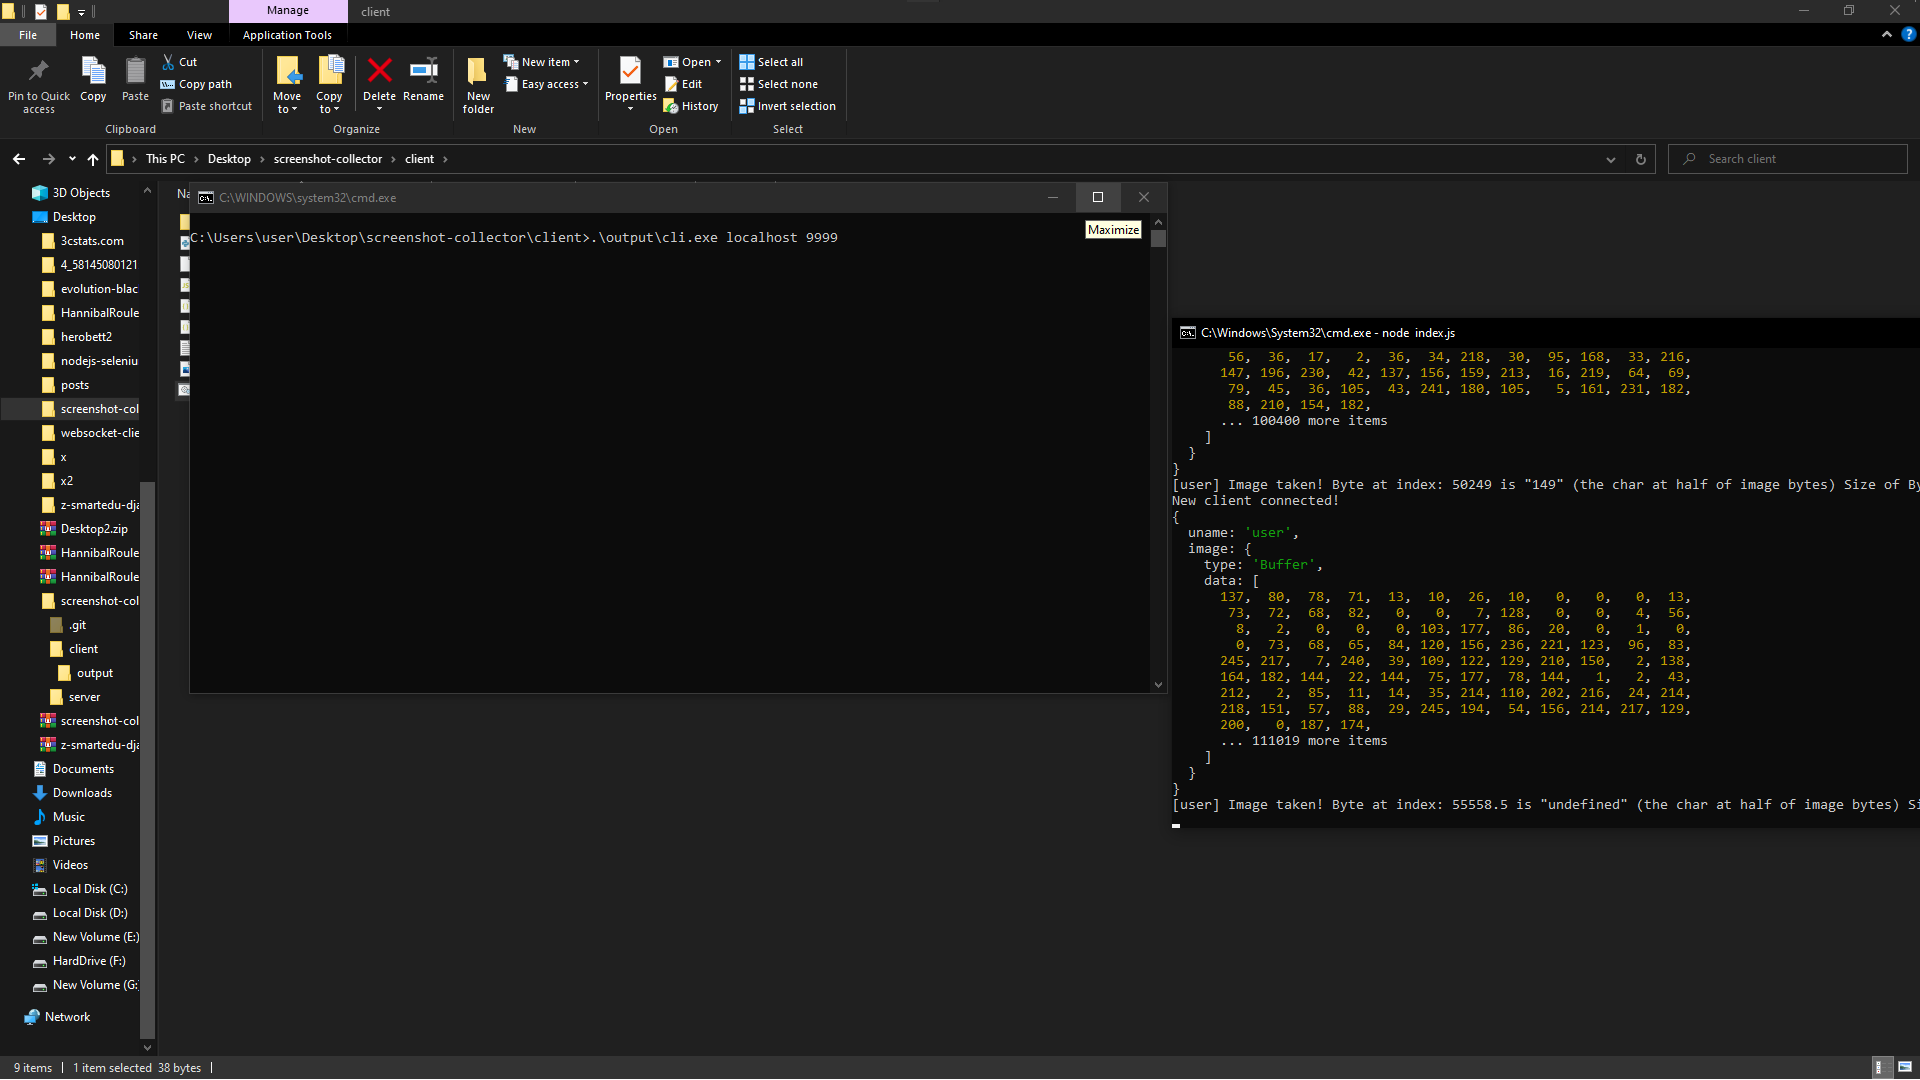 Manage
client
File
Home
Share
View
Application Tools
Pin to Quick access
Copy
Paste
Cut
Copy path
Paste shortcut
Clipboard
Move to
Copy to
Delete
Rename
Organize
New folder
New item
Easy access
New
Properties
Open
Edit
History
Open
Select all
Select none
Invert selection
Select
This PC
Desktop
screenshot-collector
client
Search client
3D Objects
Desktop
3cstats.com
4_58145080121
evolution-blac
HannibalRoule
herobett2
nodejs-seleniu
posts
screenshot-col
websocket-clie
x
x2
z-smartedu-dja
Desktop2.zip
HannibalRoule
HannibalRoule
screenshot-col
.git
client
output
server
screenshot-col
z-smartedu-dja
Documents
Downloads
Music
Pictures
Videos
Local Disk (C:)
Local Disk (D:)
New Volume (E:)
HardDrive (F:)
New Volume (G:
Network
9 items
1 item selected 38 bytes
Na
C:\WINDOWS\system32\cmd.exe
Maximize
C:\Users\user\Desktop\screenshot-collector\client>.\output\cli.exe localhost 9999
C:\Windows\System32\cmd.exe - node index.js
56, 36, 17, 2, 36, 34, 218, 30, 95, 168, 33, 216,
147, 196, 230, 42, 137, 156, 159, 213, 16, 219, 64, 69,
79, 45, 36, 105, 43, 241, 180, 105, 5, 161, 231, 182,
88, 210, 154, 182,
... 100400 more items
]
}
}
[user] Image taken! Byte at index: 50249 is "149" (the char at half of image bytes) Size of By
New client connected!
{
uname: 'user',
image: {
type: 'Buffer',
data: [
137, 80, 78, 71, 13, 10, 26, 10, 0, 0, 0, 13,
73, 72, 68, 82, 0, 0, 7, 128, 0, 0, 4, 56,
8, 2, 0, 0, 0, 103, 177, 86, 20, 0, 1, 0,
0, 73, 68, 65, 84, 120, 156, 236, 221, 123, 96, 83,
245, 217, 7, 240, 39, 109, 122, 129, 210, 150, 2, 138,
164, 182, 144, 22, 144, 75, 177, 78, 144, 1, 2, 43,
212, 2, 85, 11, 14, 35, 214, 110, 202, 216, 24, 214,
218, 151, 57, 88, 29, 245, 194, 54, 156, 214, 217, 129,
200, 0, 187, 174,
... 111019 more items
]
}
}
[user] Image taken! Byte at index: 55558.5 is "undefined" (the char at half of image bytes) Si